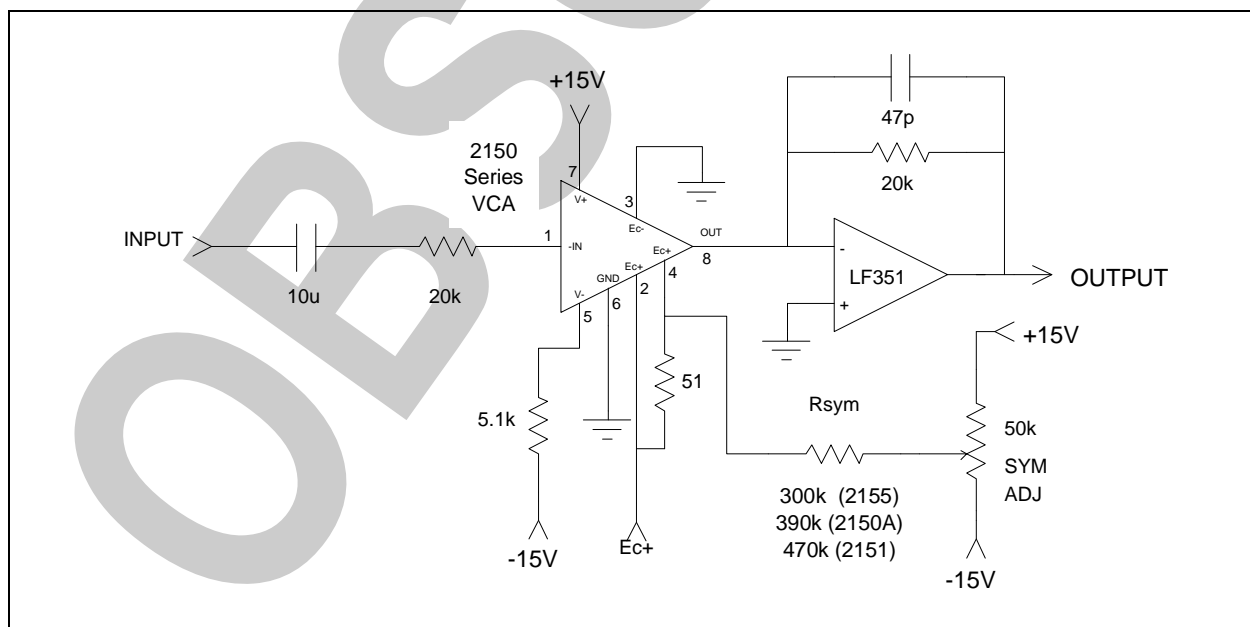 OBSO
+15V
2150
Series
VCA
7
V+
3
Ec-
47p
20k
INPUT
10u
20k
1
-IN
OUT
8
Ec+
4
Ec+
2
GND
6
V-
5
-
+
LF351
OUTPUT
+15V
5.1k
51
Rsym
50k
SYM
ADJ
300k (2155)
390k (2150A)
470k (2151)
-15V
Ec+
-15V